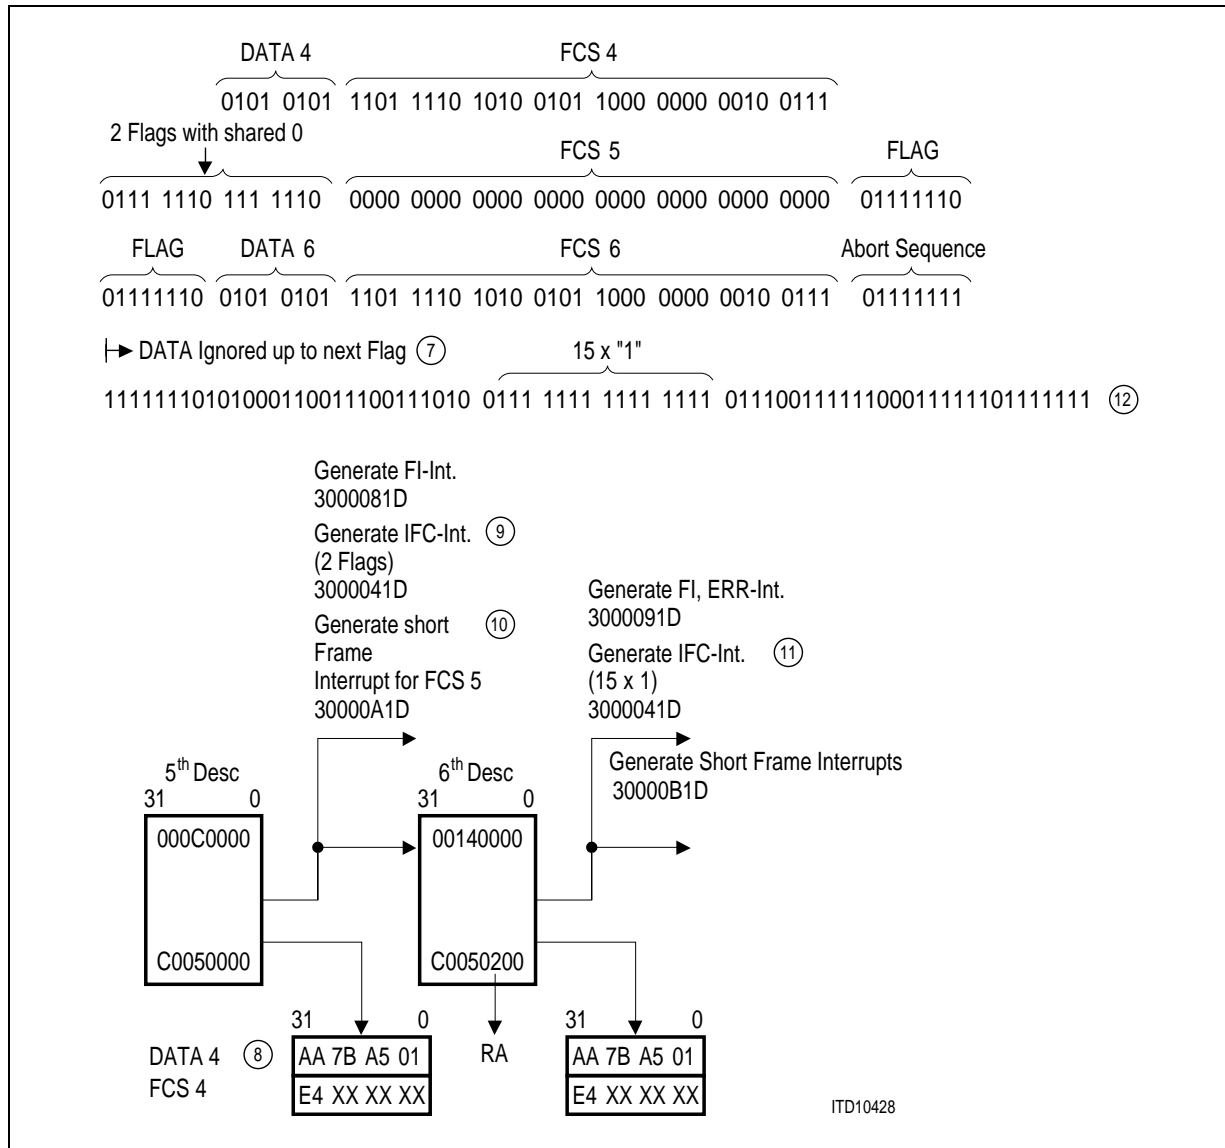 DATA 4 FCS 4
0101 0101 1101 1110 1010 0101 1000 0000 0010 0111
2 Flags with shared 0
FCS 5 FLAG
0111 1110 111 1110 0000 0000 0000 0000 0000 0000 0000 0000 01111110
FLAG DATA 6 FCS 6 Abort Sequence
01111110 0101 0101 1101 1110 1010 0101 1000 0000 0010 0111 01111111
DATA Ignored up to next Flag 7 15 x "1"
1111111010100011001110011101 0 0111 1111 1111 1111 0111001111110001111110111111 12
Generate FI-Int.
3000081D
Generate IFC-Int. 9
(2 Flags)
3000041D
Generate short 10
Frame
Interrupt for FCS 5
30000A1D
Generate FI, ERR-Int.
3000091D
Generate IFC-Int. 11
(15 x 1)
3000041D
Generate Short Frame Interrupts
30000B1D
5th Desc
31 0
000C0000
C0050000
6th Desc
31 0
00140000
C0050200
RA
DATA 4 8
FCS 4
31 0
AA 7B A5 01
E4 XX XX XX
31 0
AA 7B A5 01
E4 XX XX XX
ITD10428